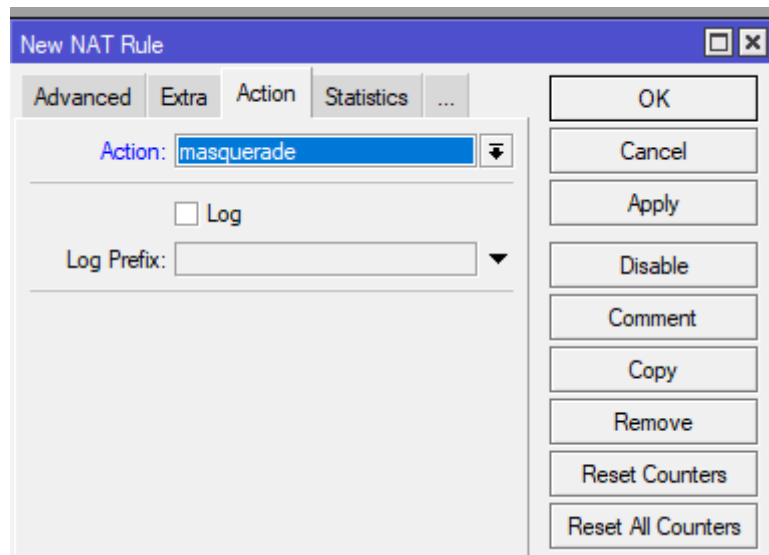 New NAT Rule
Advanced Extra Action Statistics ...
Action: masquerade
Log
Log Prefix:
OK
Cancel
Apply
Disable
Comment
Copy
Remove
Reset Counters
Reset All Counters